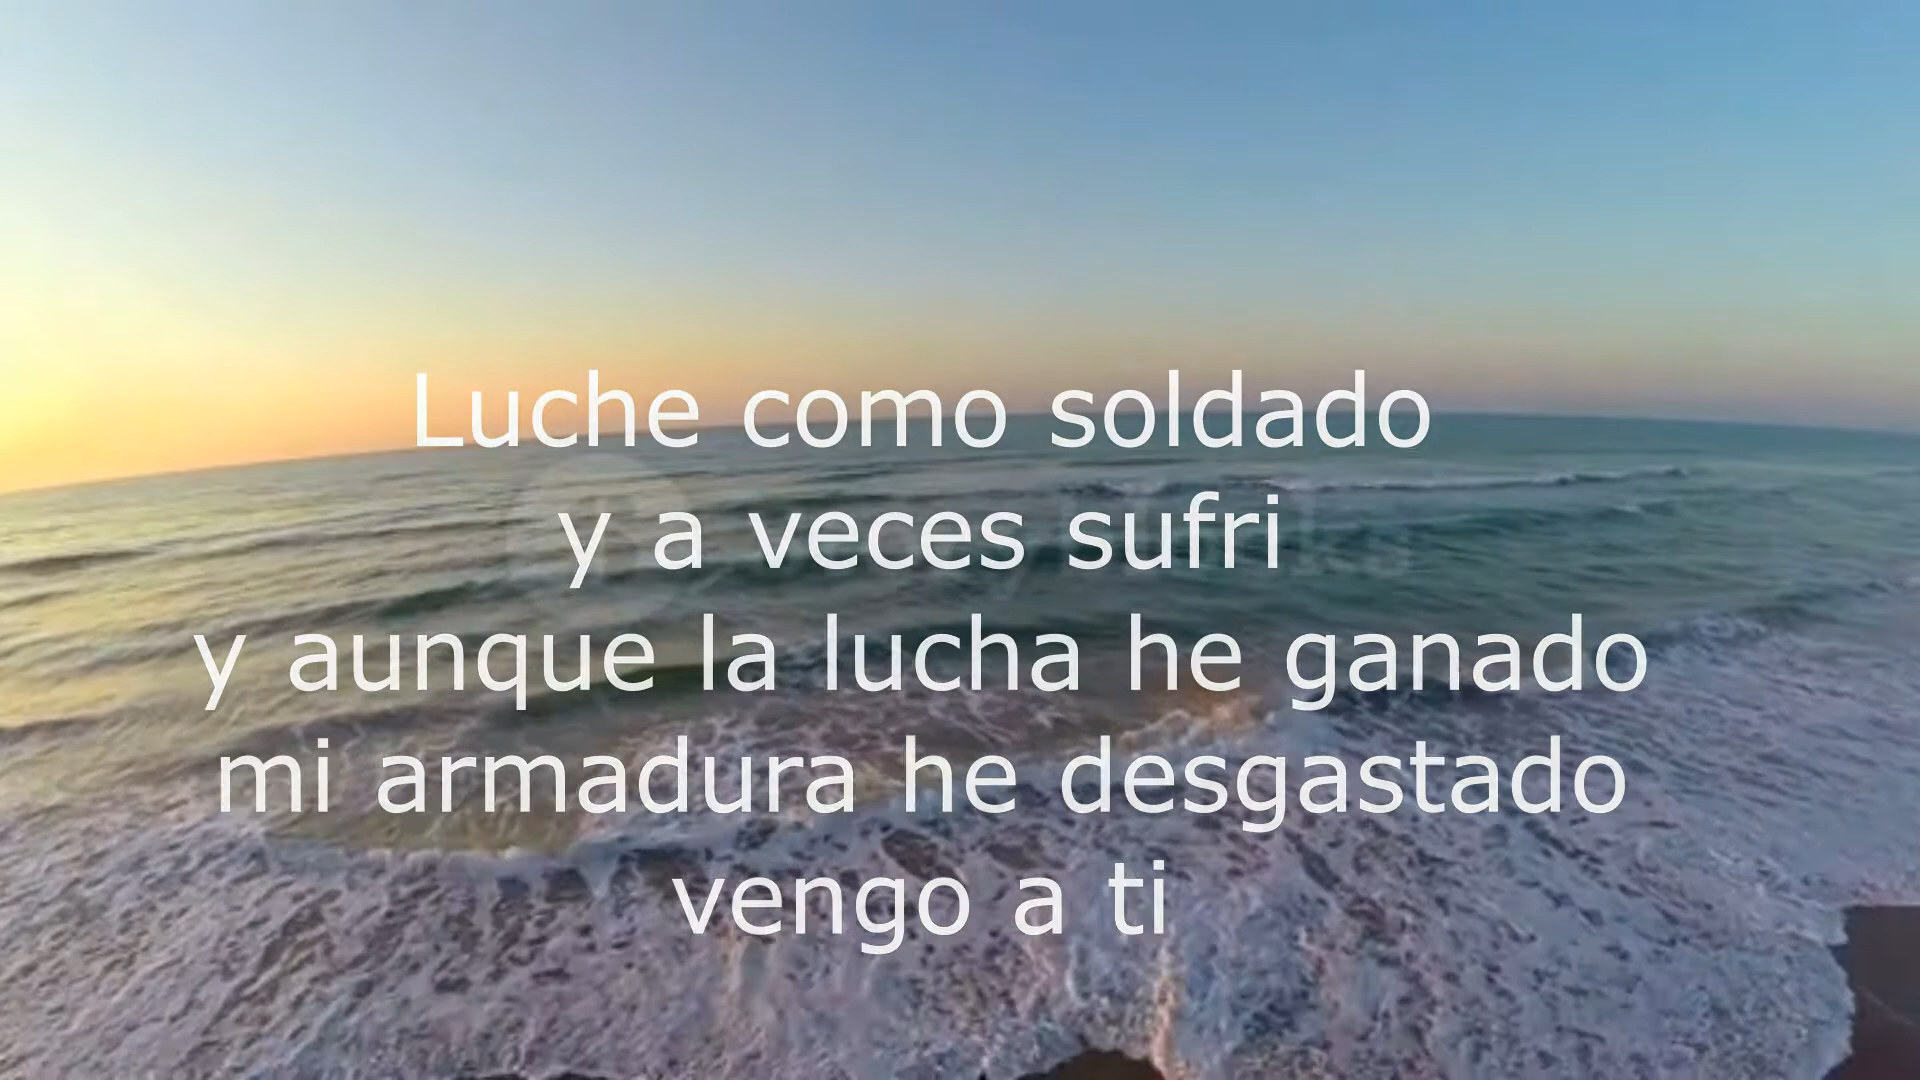 Luche como soldado
y a veces sufri
y aunque la lucha he ganado
mi armadura he desgastado
vengo a ti